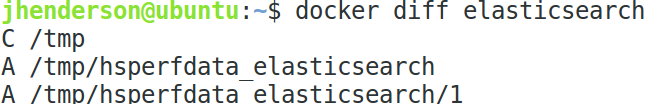 jhenderson@ubuntu:~$ docker diff elasticsearch
C /tmp
A /tmp/hsperfdata_elasticsearch
A /tmp/hsperfdata_elasticsearch/1